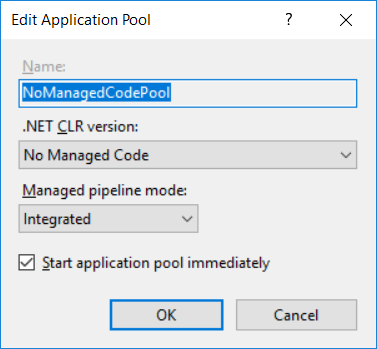 Edit Application Pool
?
Name:
NoManagedCodePool
.NET CLR version:
No Managed Code
Managed pipeline mode:
Integrated
Start application pool immediately
OK Cancel